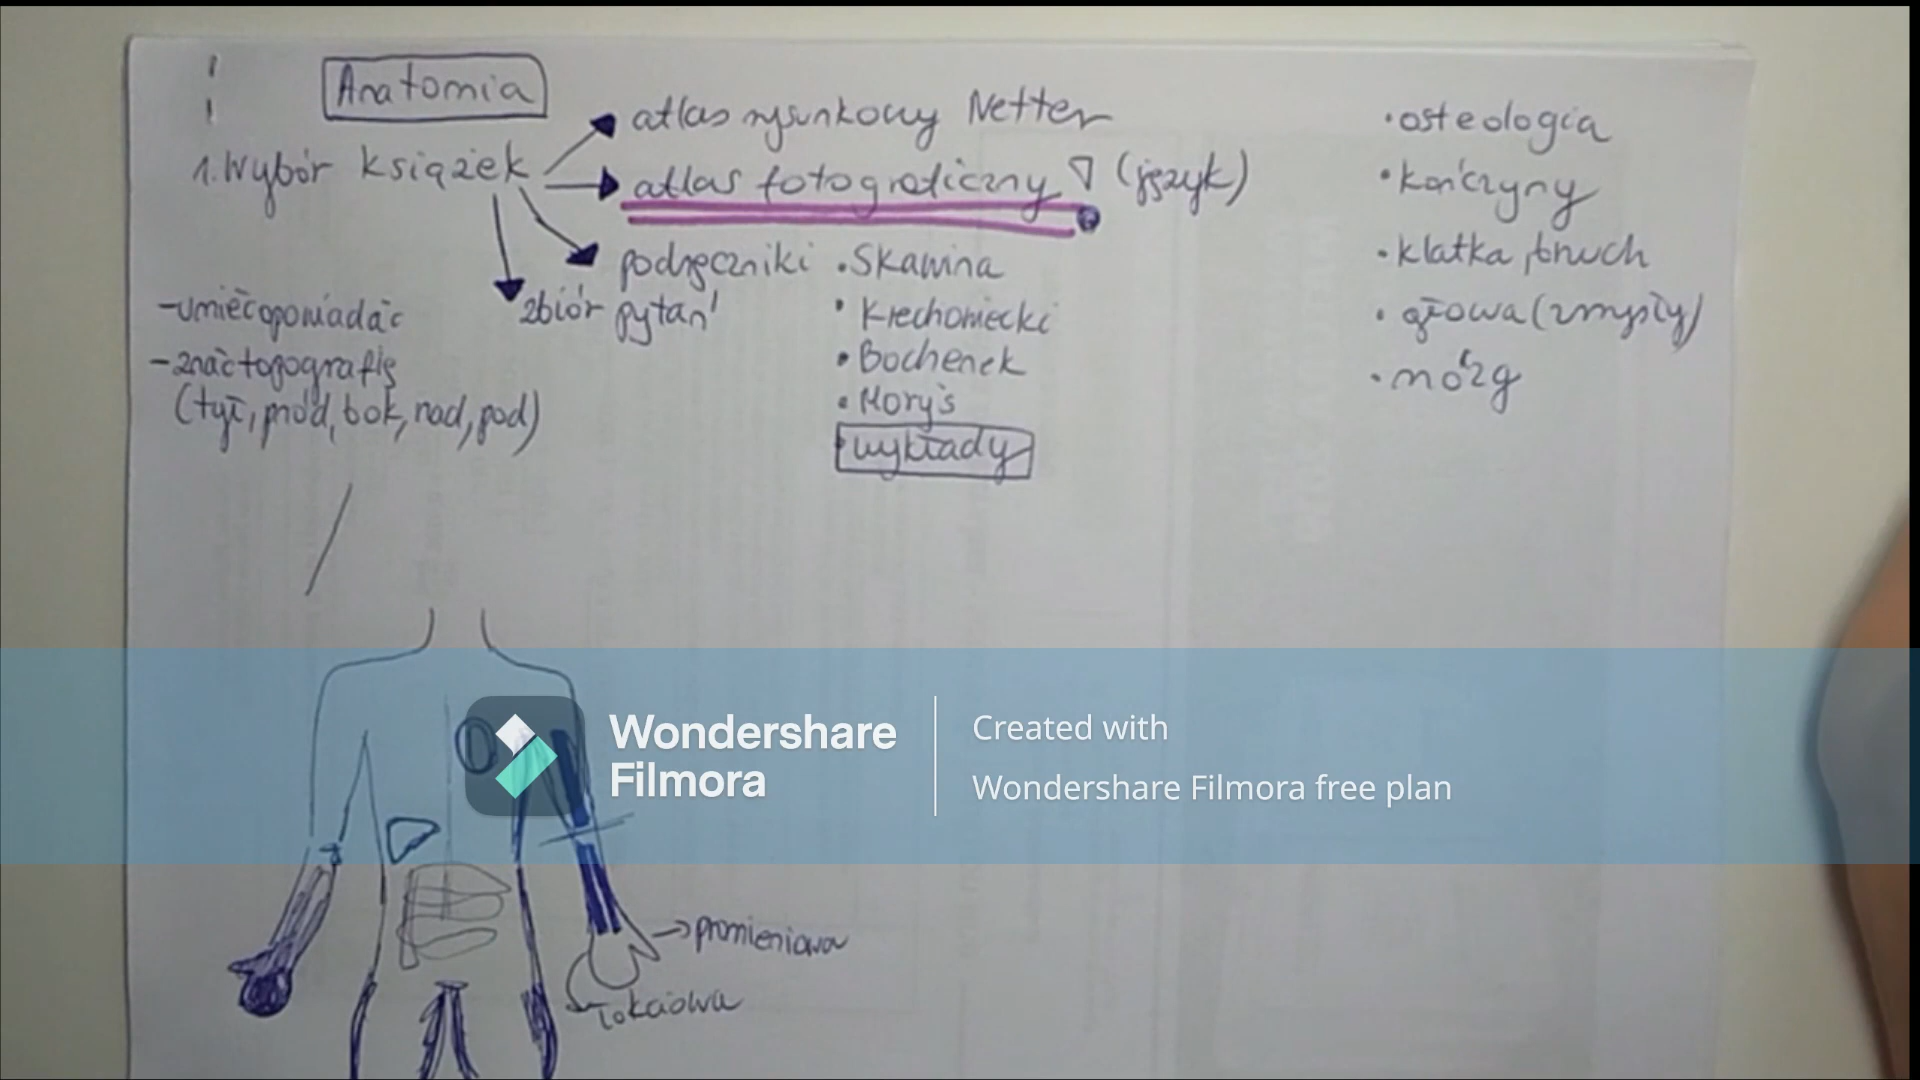 Anatomia
1. Wybór książek
atlas rysunkowy Netter
atlas fotograficzny ∇ (język)
podręczniki
• Skawina
• Krechowiecki
• Bochenek
• Moryś
• wykłady
zbiór pytań
- umieć opowiadać
- znać topografię
(tył, przód, bok, nad, pod)
• osteologia
• kończyny
• klatka, brzuch
• głowa (zmysły)
• mózg
Wondershare
Filmora
Created with
Wondershare Filmora free plan
→ promieniowa
łokciowa